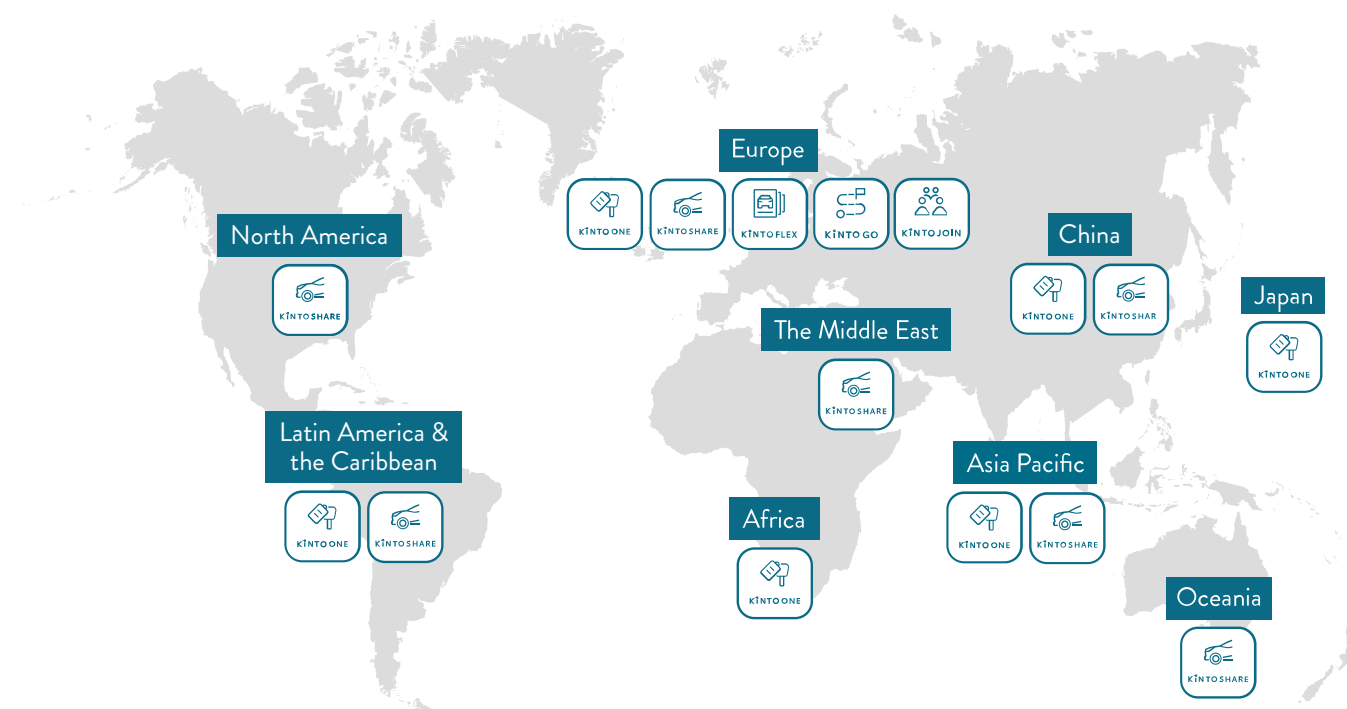 Europe
KINTO ONE
KINTO SHARE
KINTO FLEX
KINTO GO
KINTO JOIN
North America
KINTO SHARE
China
KINTO ONE
KINTO SHAR
Japan
KINTO ONE
The Middle East
KINTO SHARE
Latin America &
the Caribbean
KINTO ONE
KINTO SHARE
Asia Pacific
KINTO ONE
KINTO SHARE
Africa
KINTO ONE
Oceania
KINTO SHARE